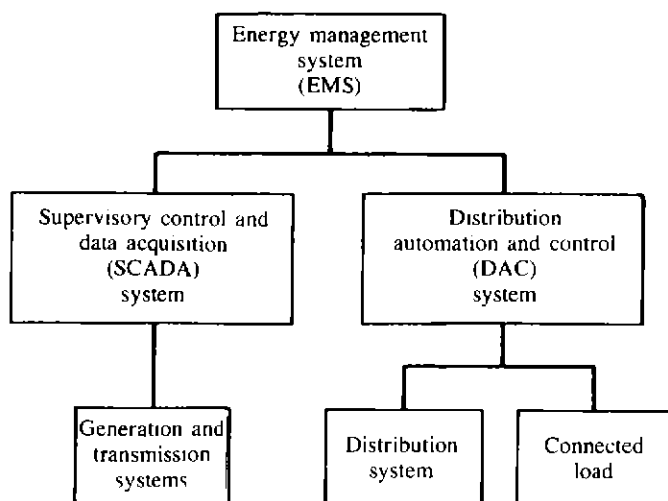 Energy management
system
(EMS)
Supervisory control and
data acquisition
(SCADA)
system
Distribution
automation and control
(DAC)
system
Generation and
transmission
systems
Distribution
system
Connected
load